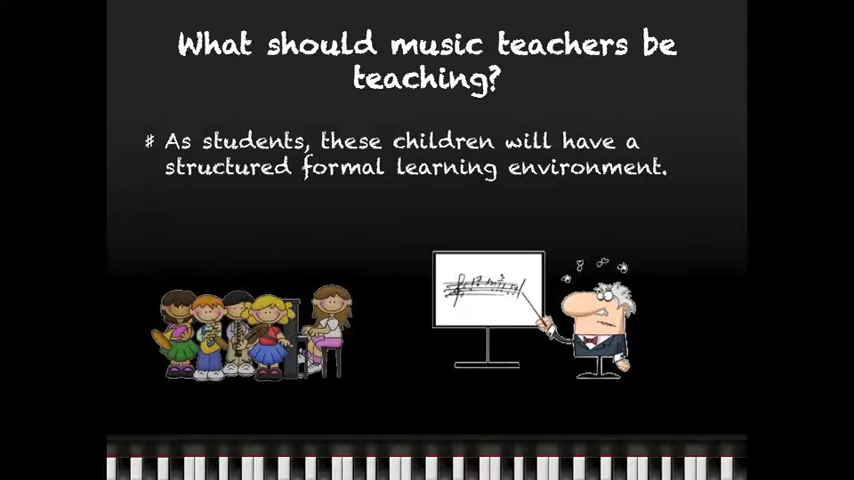 What should music teachers be
teaching?
♯ As students, these children will have a
structured formal learning environment.